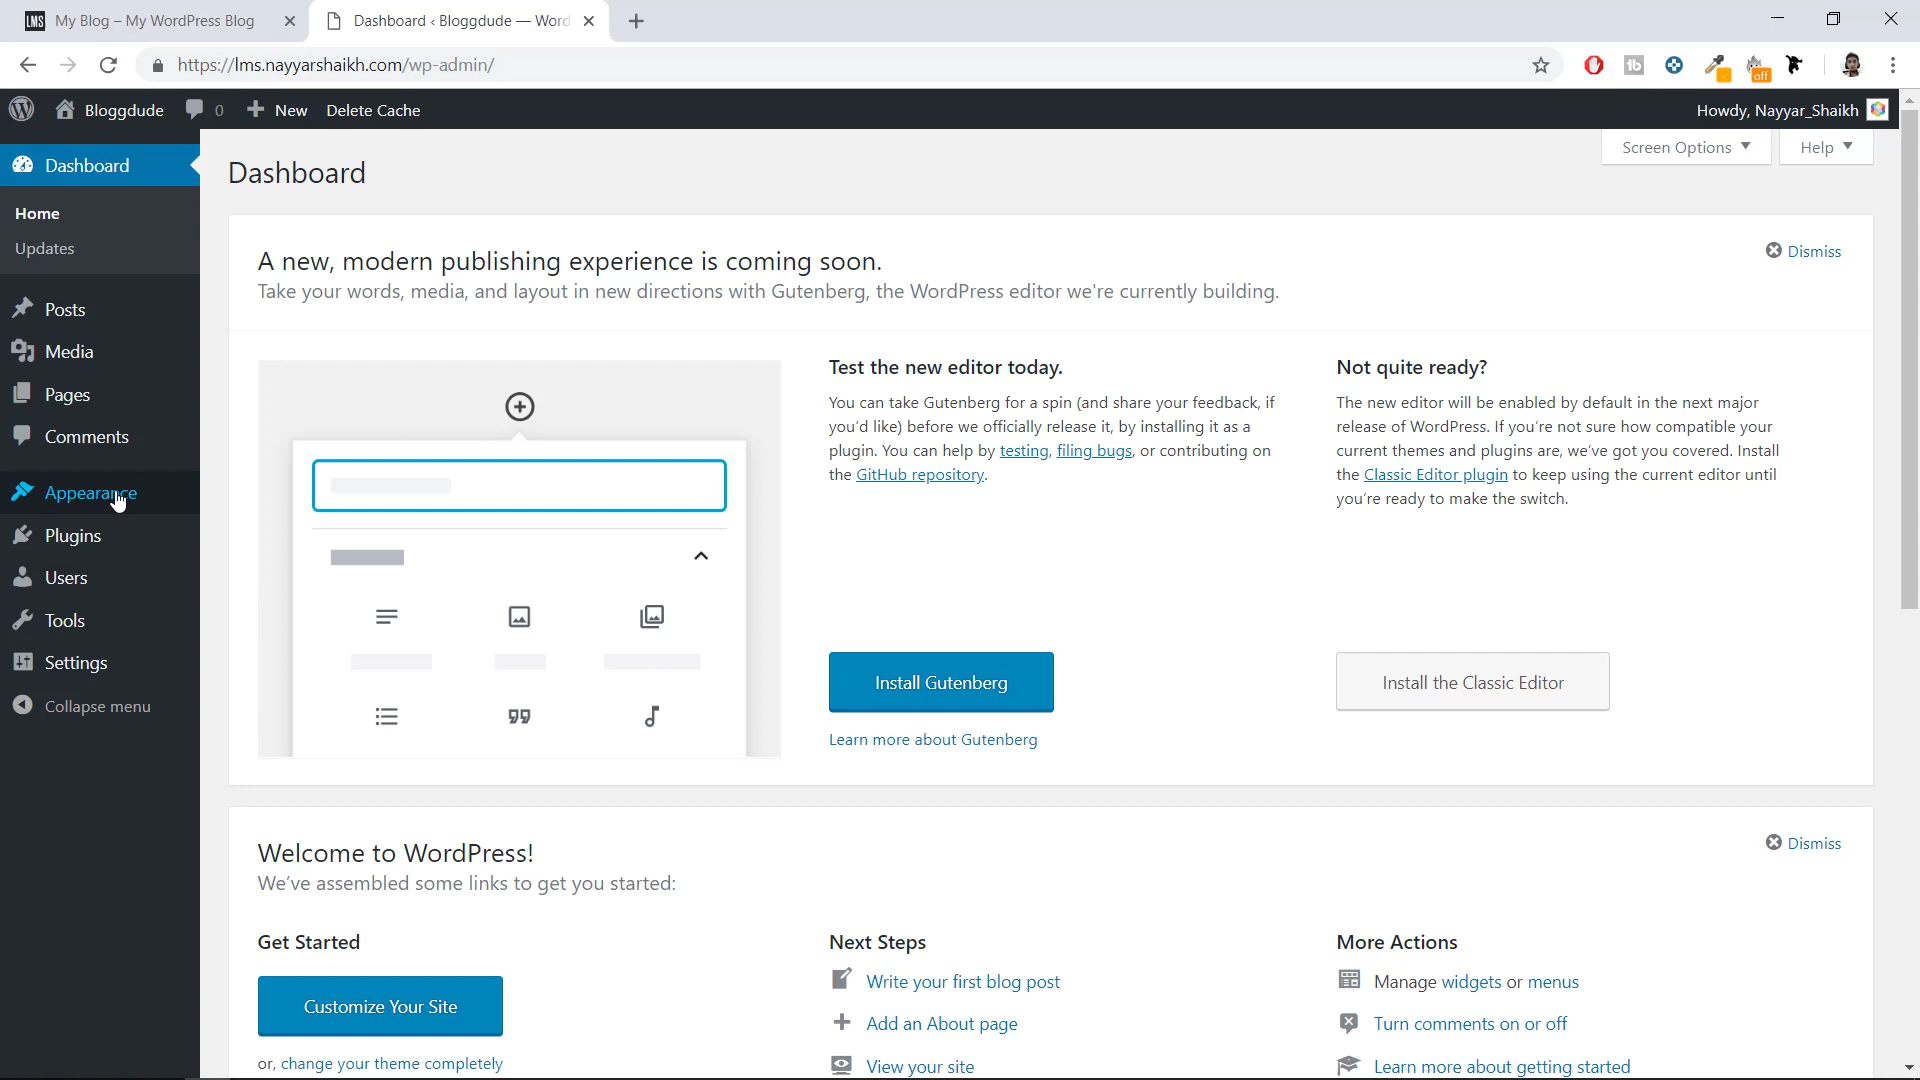 LMS My Blog – My WordPress Blog
Dashboard ‹ Bloggdude — Word
https://lms.nayyarshaikh.com/wp-admin/
tb
off
Bloggdude 0 New Delete Cache
Howdy, Nayyar_Shaikh
Dashboard
Home
Updates
Posts
Media
Pages
Comments
Appearance
Plugins
Users
Tools
Settings
Collapse menu
Screen Options
Help
Dashboard
A new, modern publishing experience is coming soon.
Dismiss
Take your words, media, and layout in new directions with Gutenberg, the WordPress editor we're currently building.
Test the new editor today.
You can take Gutenberg for a spin (and share your feedback, if
you'd like) before we officially release it, by installing it as a
plugin. You can help by testing, filing bugs, or contributing on
the GitHub repository.
Install Gutenberg
Learn more about Gutenberg
Not quite ready?
The new editor will be enabled by default in the next major
release of WordPress. If you're not sure how compatible your
current themes and plugins are, we've got you covered. Install
the Classic Editor plugin to keep using the current editor until
you're ready to make the switch.
Install the Classic Editor
Welcome to WordPress!
Dismiss
We've assembled some links to get you started:
Get Started
Customize Your Site
or, change your theme completely
Next Steps
Write your first blog post
Add an About page
View your site
More Actions
Manage widgets or menus
Turn comments on or off
Learn more about getting started